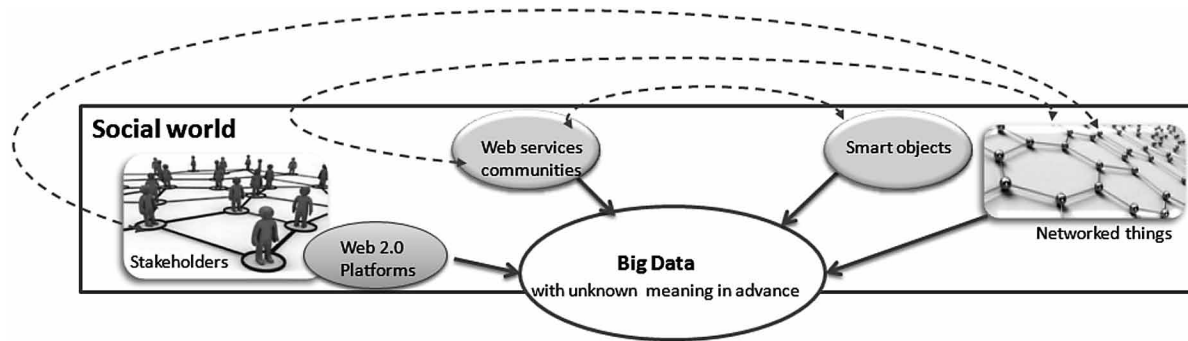 Social world
Web services
communities
Smart objects
Stakeholders
Web 2.0
Platforms
Networked things
Big Data
with unknown meaning in advance